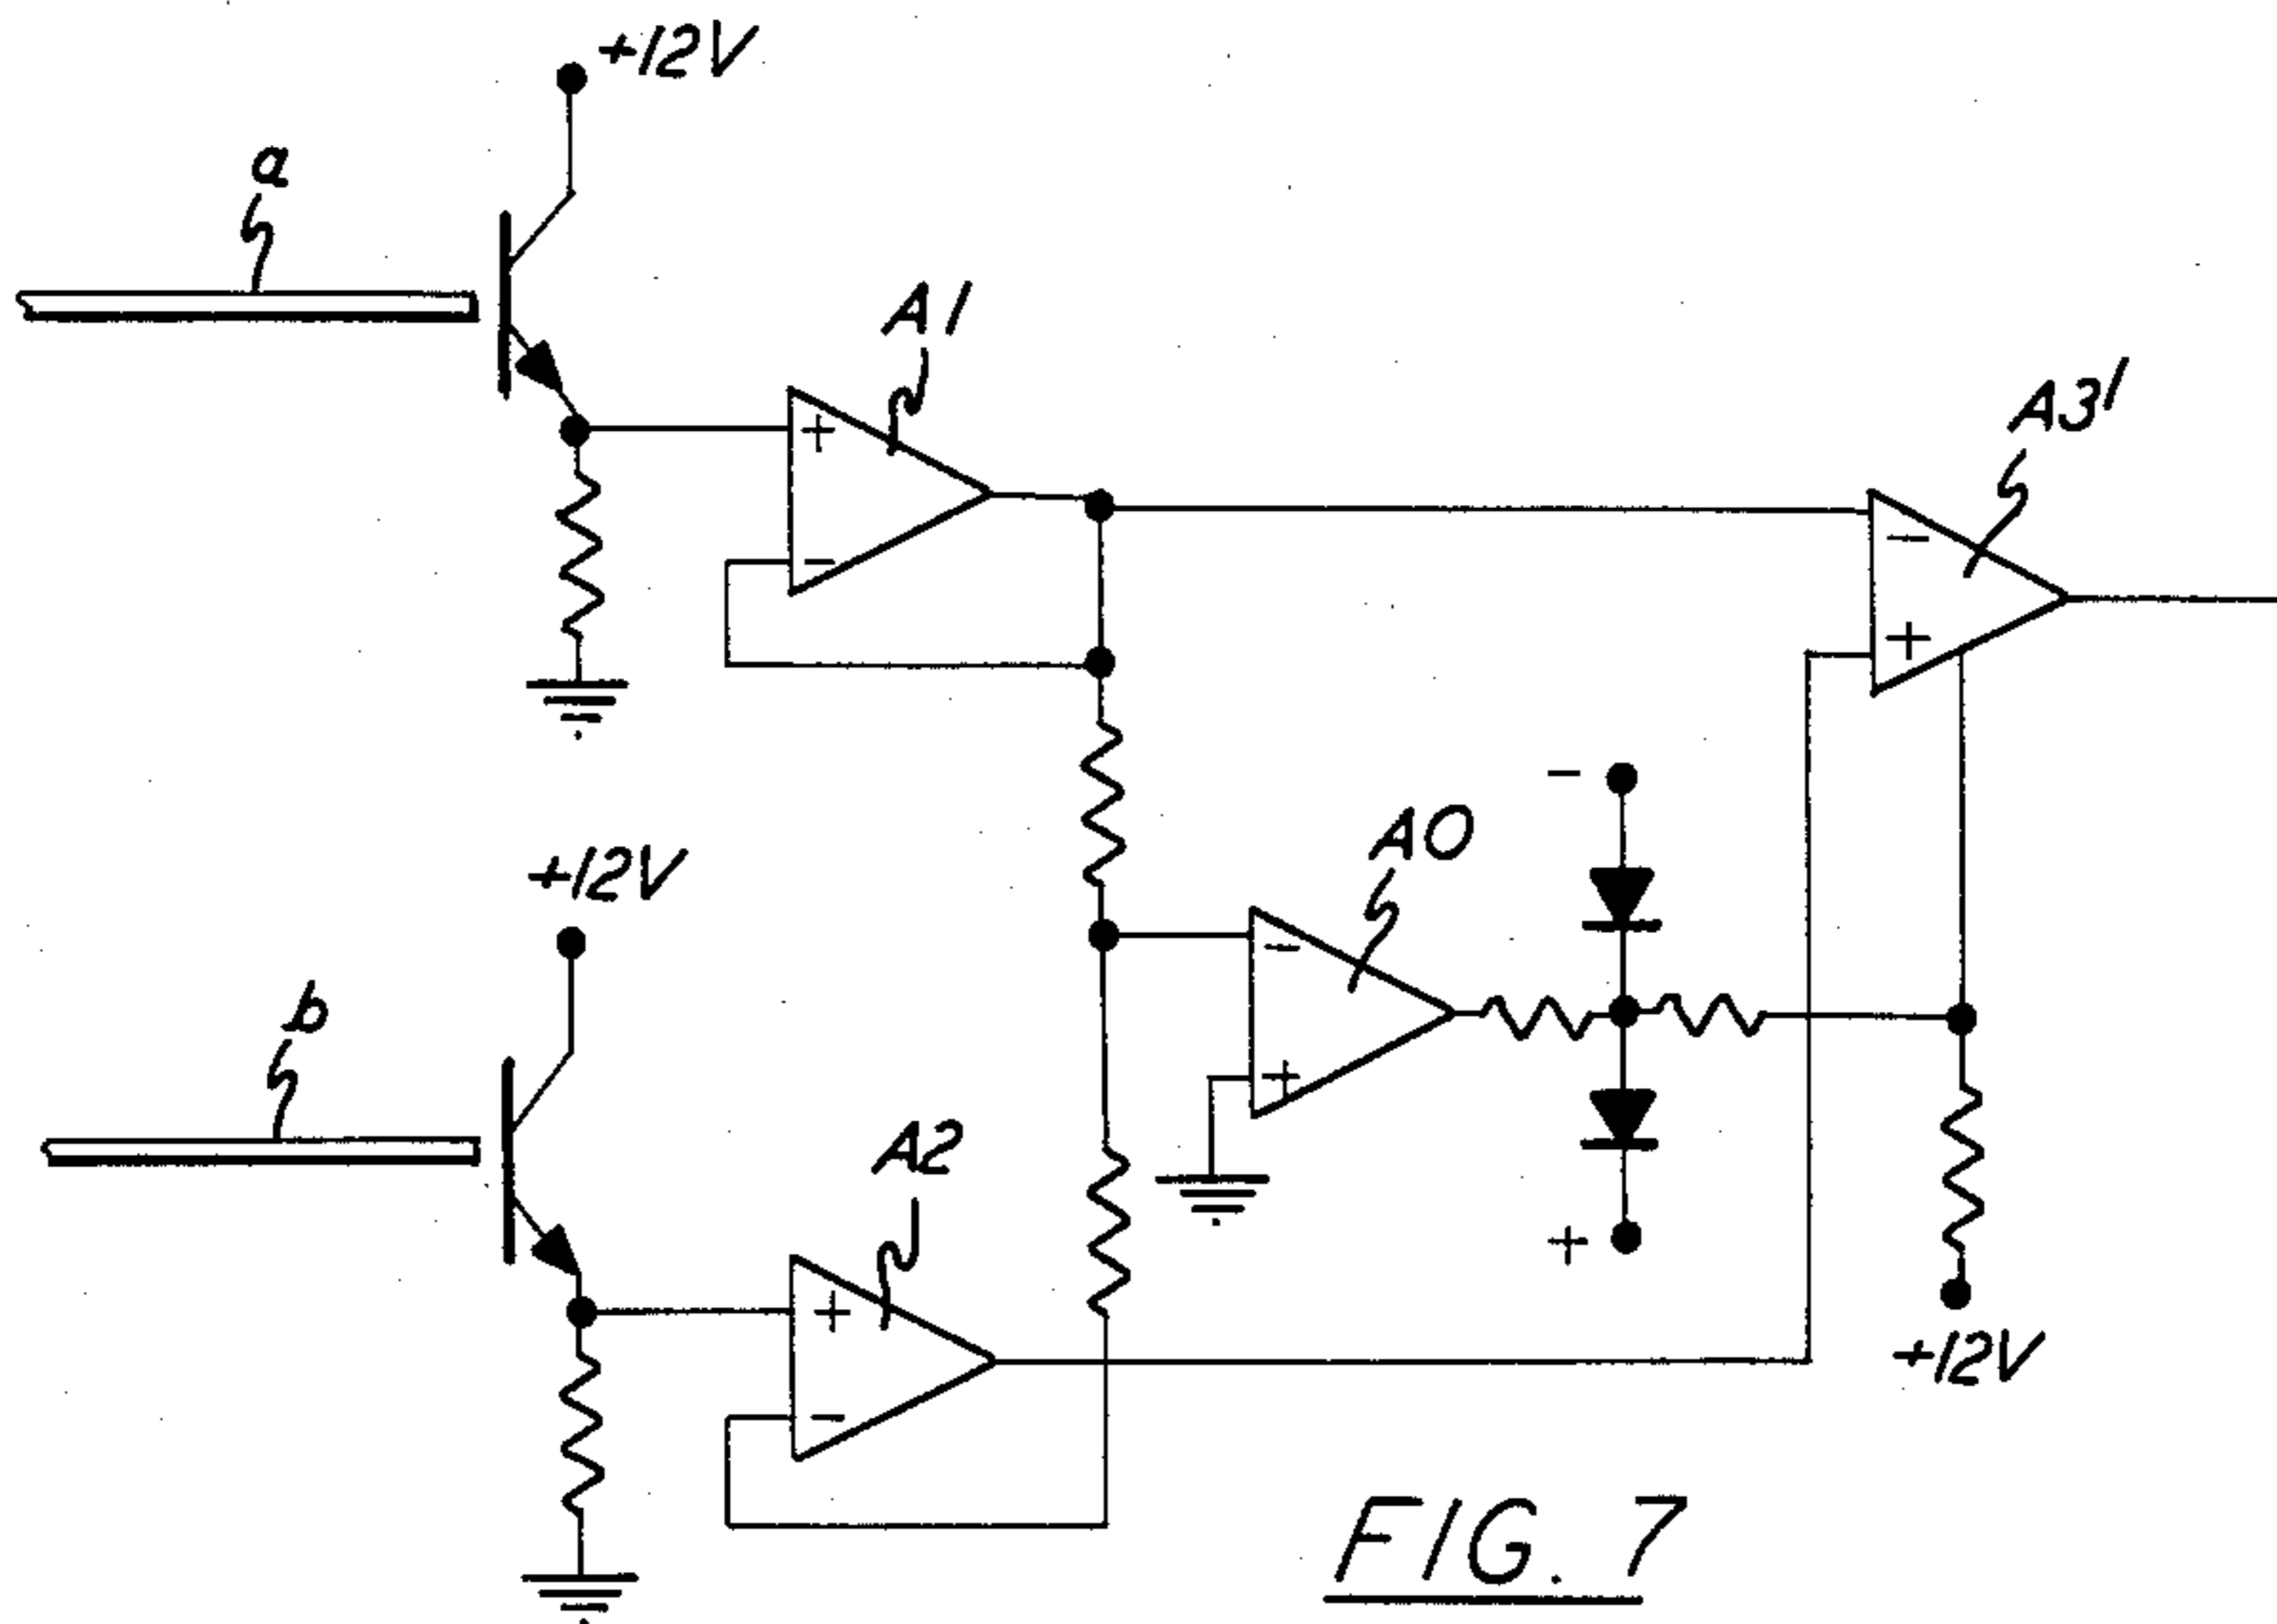 +12V
a
A1
A3'
+
-
-
+
-
A0
+12V
-
b
+
A2
+
+
-
+12V
FIG. 7